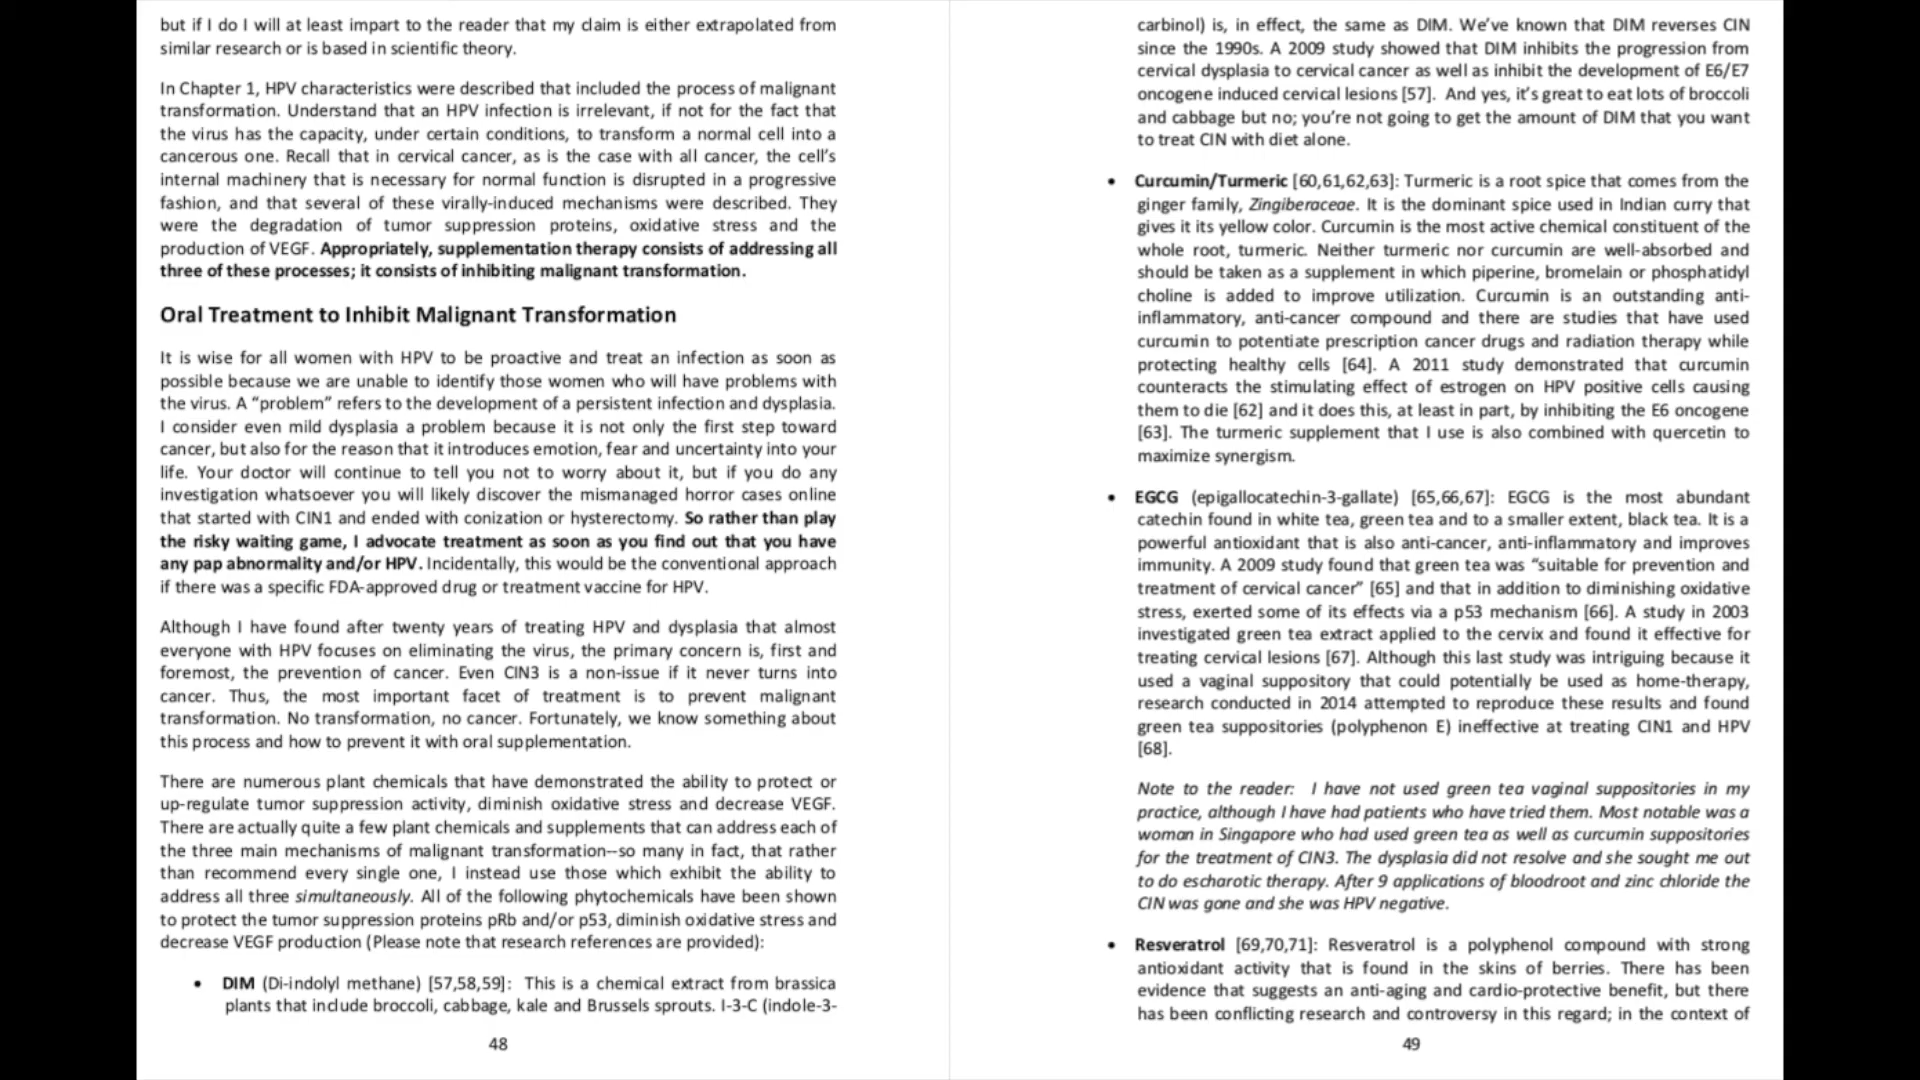 but if I do I will at least impart to the reader that my claim is either extrapolated from
similar research or is based in scientific theory.
In Chapter 1, HPV characteristics were described that included the process of malignant
transformation. Understand that an HPV infection is irrelevant, if not for the fact that
the virus has the capacity, under certain conditions, to transform a normal cell into a
cancerous one. Recall that in cervical cancer, as is the case with all cancer, the cell’s
internal machinery that is necessary for normal function is disrupted in a progressive
fashion, and that several of these virally-induced mechanisms were described. They
were the degradation of tumor suppression proteins, oxidative stress and the
production of VEGF. Appropriately, supplementation therapy consists of addressing all
three of these processes; it consists of inhibiting malignant transformation.
Oral Treatment to Inhibit Malignant Transformation
It is wise for all women with HPV to be proactive and treat an infection as soon as
possible because we are unable to identify those women who will have problems with
the virus. A “problem” refers to the development of a persistent infection and dysplasia.
I consider even mild dysplasia a problem because it is not only the first step toward
cancer, but also for the reason that it introduces emotion, fear and uncertainty into your
life. Your doctor will continue to tell you not to worry about it, but if you do any
investigation whatsoever you will likely discover the mismanaged horror cases online
that started with CIN1 and ended with conization or hysterectomy. So rather than play
the risky waiting game, I advocate treatment as soon as you find out that you have
any pap abnormality and/or HPV. Incidentally, this would be the conventional approach
if there was a specific FDA-approved drug or treatment vaccine for HPV.
Although I have found after twenty years of treating HPV and dysplasia that almost
everyone with HPV focuses on eliminating the virus, the primary concern is, first and
foremost, the prevention of cancer. Even CIN3 is a non-issue if it never turns into
cancer. Thus, the most important facet of treatment is to prevent malignant
transformation. No transformation, no cancer. Fortunately, we know something about
this process and how to prevent it with oral supplementation.
There are numerous plant chemicals that have demonstrated the ability to protect or
up-regulate tumor suppression activity, diminish oxidative stress and decrease VEGF.
There are actually quite a few plant chemicals and supplements that can address each of
the three main mechanisms of malignant transformation--so many in fact, that rather
than recommend every single one, I instead use those which exhibit the ability to
address all three simultaneously. All of the following phytochemicals have been shown
to protect the tumor suppression proteins pRb and/or p53, diminish oxidative stress and
decrease VEGF production (Please note that research references are provided):
• DIM (Di-indolyl methane) [57,58,59]: This is a chemical extract from brassica
plants that include broccoli, cabbage, kale and Brussels sprouts. I-3-C (indole-3-
48
carbinol) is, in effect, the same as DIM. We’ve known that DIM reverses CIN
since the 1990s. A 2009 study showed that DIM inhibits the progression from
cervical dysplasia to cervical cancer as well as inhibit the development of E6/E7
oncogene induced cervical lesions [57]. And yes, it’s great to eat lots of broccoli
and cabbage but no; you’re not going to get the amount of DIM that you want
to treat CIN with diet alone.
• Curcumin/Turmeric [60,61,62,63]: Turmeric is a root spice that comes from the
ginger family, Zingiberaceae. It is the dominant spice used in Indian curry that
gives it its yellow color. Curcumin is the most active chemical constituent of the
whole root, turmeric. Neither turmeric nor curcumin are well-absorbed and
should be taken as a supplement in which piperine, bromelain or phosphatidyl
choline is added to improve utilization. Curcumin is an outstanding anti-
inflammatory, anti-cancer compound and there are studies that have used
curcumin to potentiate prescription cancer drugs and radiation therapy while
protecting healthy cells [64]. A 2011 study demonstrated that curcumin
counteracts the stimulating effect of estrogen on HPV positive cells causing
them to die [62] and it does this, at least in part, by inhibiting the E6 oncogene
[63]. The turmeric supplement that I use is also combined with quercetin to
maximize synergism.
• EGCG (epigallocatechin-3-gallate) [65,66,67]: EGCG is the most abundant
catechin found in white tea, green tea and to a smaller extent, black tea. It is a
powerful antioxidant that is also anti-cancer, anti-inflammatory and improves
immunity. A 2009 study found that green tea was “suitable for prevention and
treatment of cervical cancer” [65] and that in addition to diminishing oxidative
stress, exerted some of its effects via a p53 mechanism [66]. A study in 2003
investigated green tea extract applied to the cervix and found it effective for
treating cervical lesions [67]. Although this last study was intriguing because it
used a vaginal suppository that could potentially be used as home-therapy,
research conducted in 2014 attempted to reproduce these results and found
green tea suppositories (polyphenon E) ineffective at treating CIN1 and HPV
[68].
Note to the reader: I have not used green tea vaginal suppositories in my
practice, although I have had patients who have tried them. Most notable was a
woman in Singapore who had used green tea as well as curcumin suppositories
for the treatment of CIN3. The dysplasia did not resolve and she sought me out
to do escharotic therapy. After 9 applications of bloodroot and zinc chloride the
CIN was gone and she was HPV negative.
• Resveratrol [69,70,71]: Resveratrol is a polyphenol compound with strong
antioxidant activity that is found in the skins of berries. There has been
evidence that suggests an anti-aging and cardio-protective benefit, but there
has been conflicting research and controversy in this regard; in the context of
49